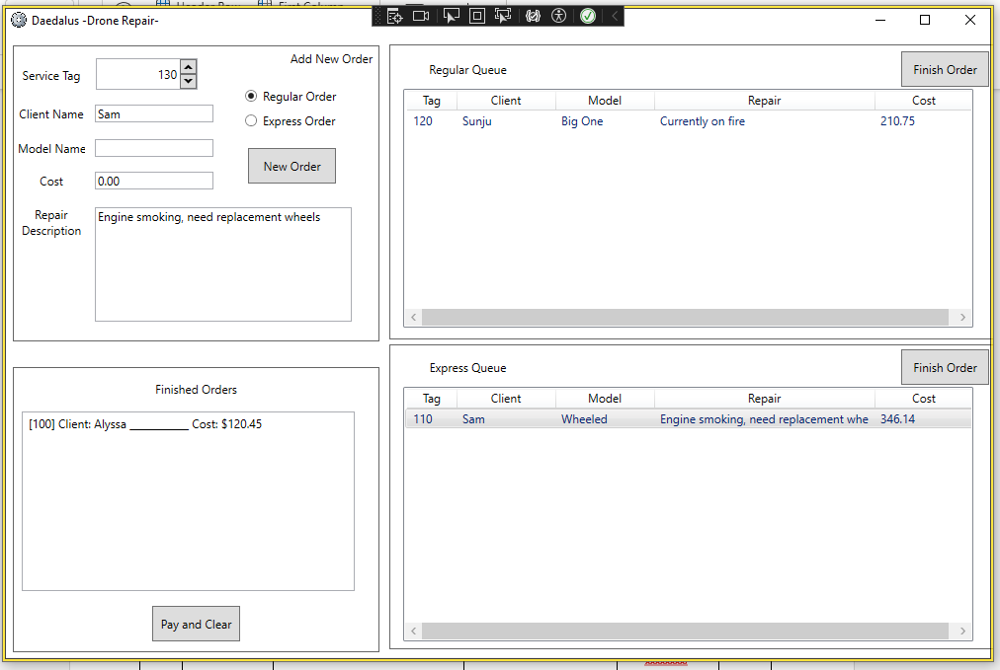 Header Row First Column
Daedalus -Drone Repair-
Add New Order
Service Tag 130
Regular Order
Client Name Sam
Express Order
Model Name
New Order
Cost 0.00
Repair
Description
Engine smoking, need replacement wheels
Finished Orders
[100] Client: Alyssa __________ Cost: $120.45
Pay and Clear
Regular Queue
Finish Order
Tag Client Model Repair Cost
120 Sunju Big One Currently on fire 210.75
Express Queue
Finish Order
Tag Client Model Repair Cost
110 Sam Wheeled Engine smoking, need replacement whe 346.14